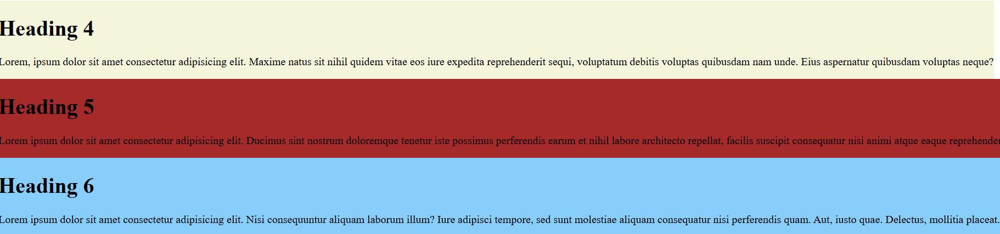 Heading 4
Lorem, ipsum dolor sit amet consectetur adipisicing elit. Maxime natus sit nihil quidem vitae eos iure expedita reprehenderit sequi, voluptatum debitis voluptas quibusdam nam unde. Eius aspernatur quibusdam voluptas neque?
Heading 5
Lorem ipsum dolor sit amet consectetur adipisicing elit. Ducimus sint nostrum doloremque tenetur iste possimus perferendis earum et nihil labore architecto repellat, facilis suscipit consequatur nisi animi atque eaque
Heading 6
Lorem ipsum dolor sit amet consectetur adipisicing elit. Nisi consequuntur aliquam laborum illum? Iure adipisci tempore, sed sunt molestiae aliquam consequatur nisi perferendis quam. Aut, iusto quae. Delectus, mollitia placeat.